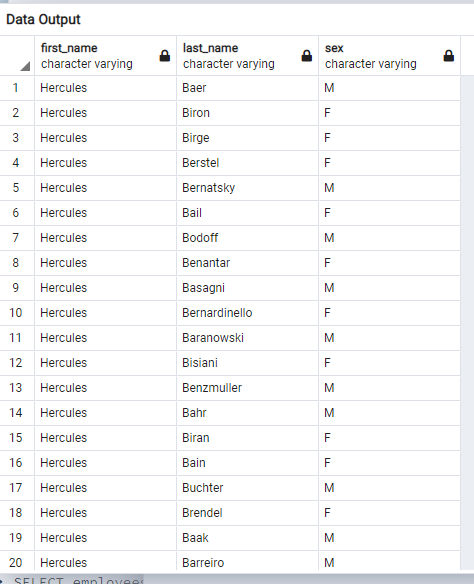 Data Output
first_name last_name sex
character varying character varying character varying
1 Hercules Baer M
2 Hercules Biron F
3 Hercules Birge F
4 Hercules Berstel F
5 Hercules Bernatsky M
6 Hercules Bail F
7 Hercules Bodoff M
8 Hercules Benantar F
9 Hercules Basagni M
10 Hercules Bernardinello F
11 Hercules Baranowski M
12 Hercules Bisiani F
13 Hercules Benzmuller M
14 Hercules Bahr M
15 Hercules Biran F
16 Hercules Bain F
17 Hercules Buchter M
18 Hercules Brendel F
19 Hercules Baak M
20 Hercules Barreiro M
SELECT